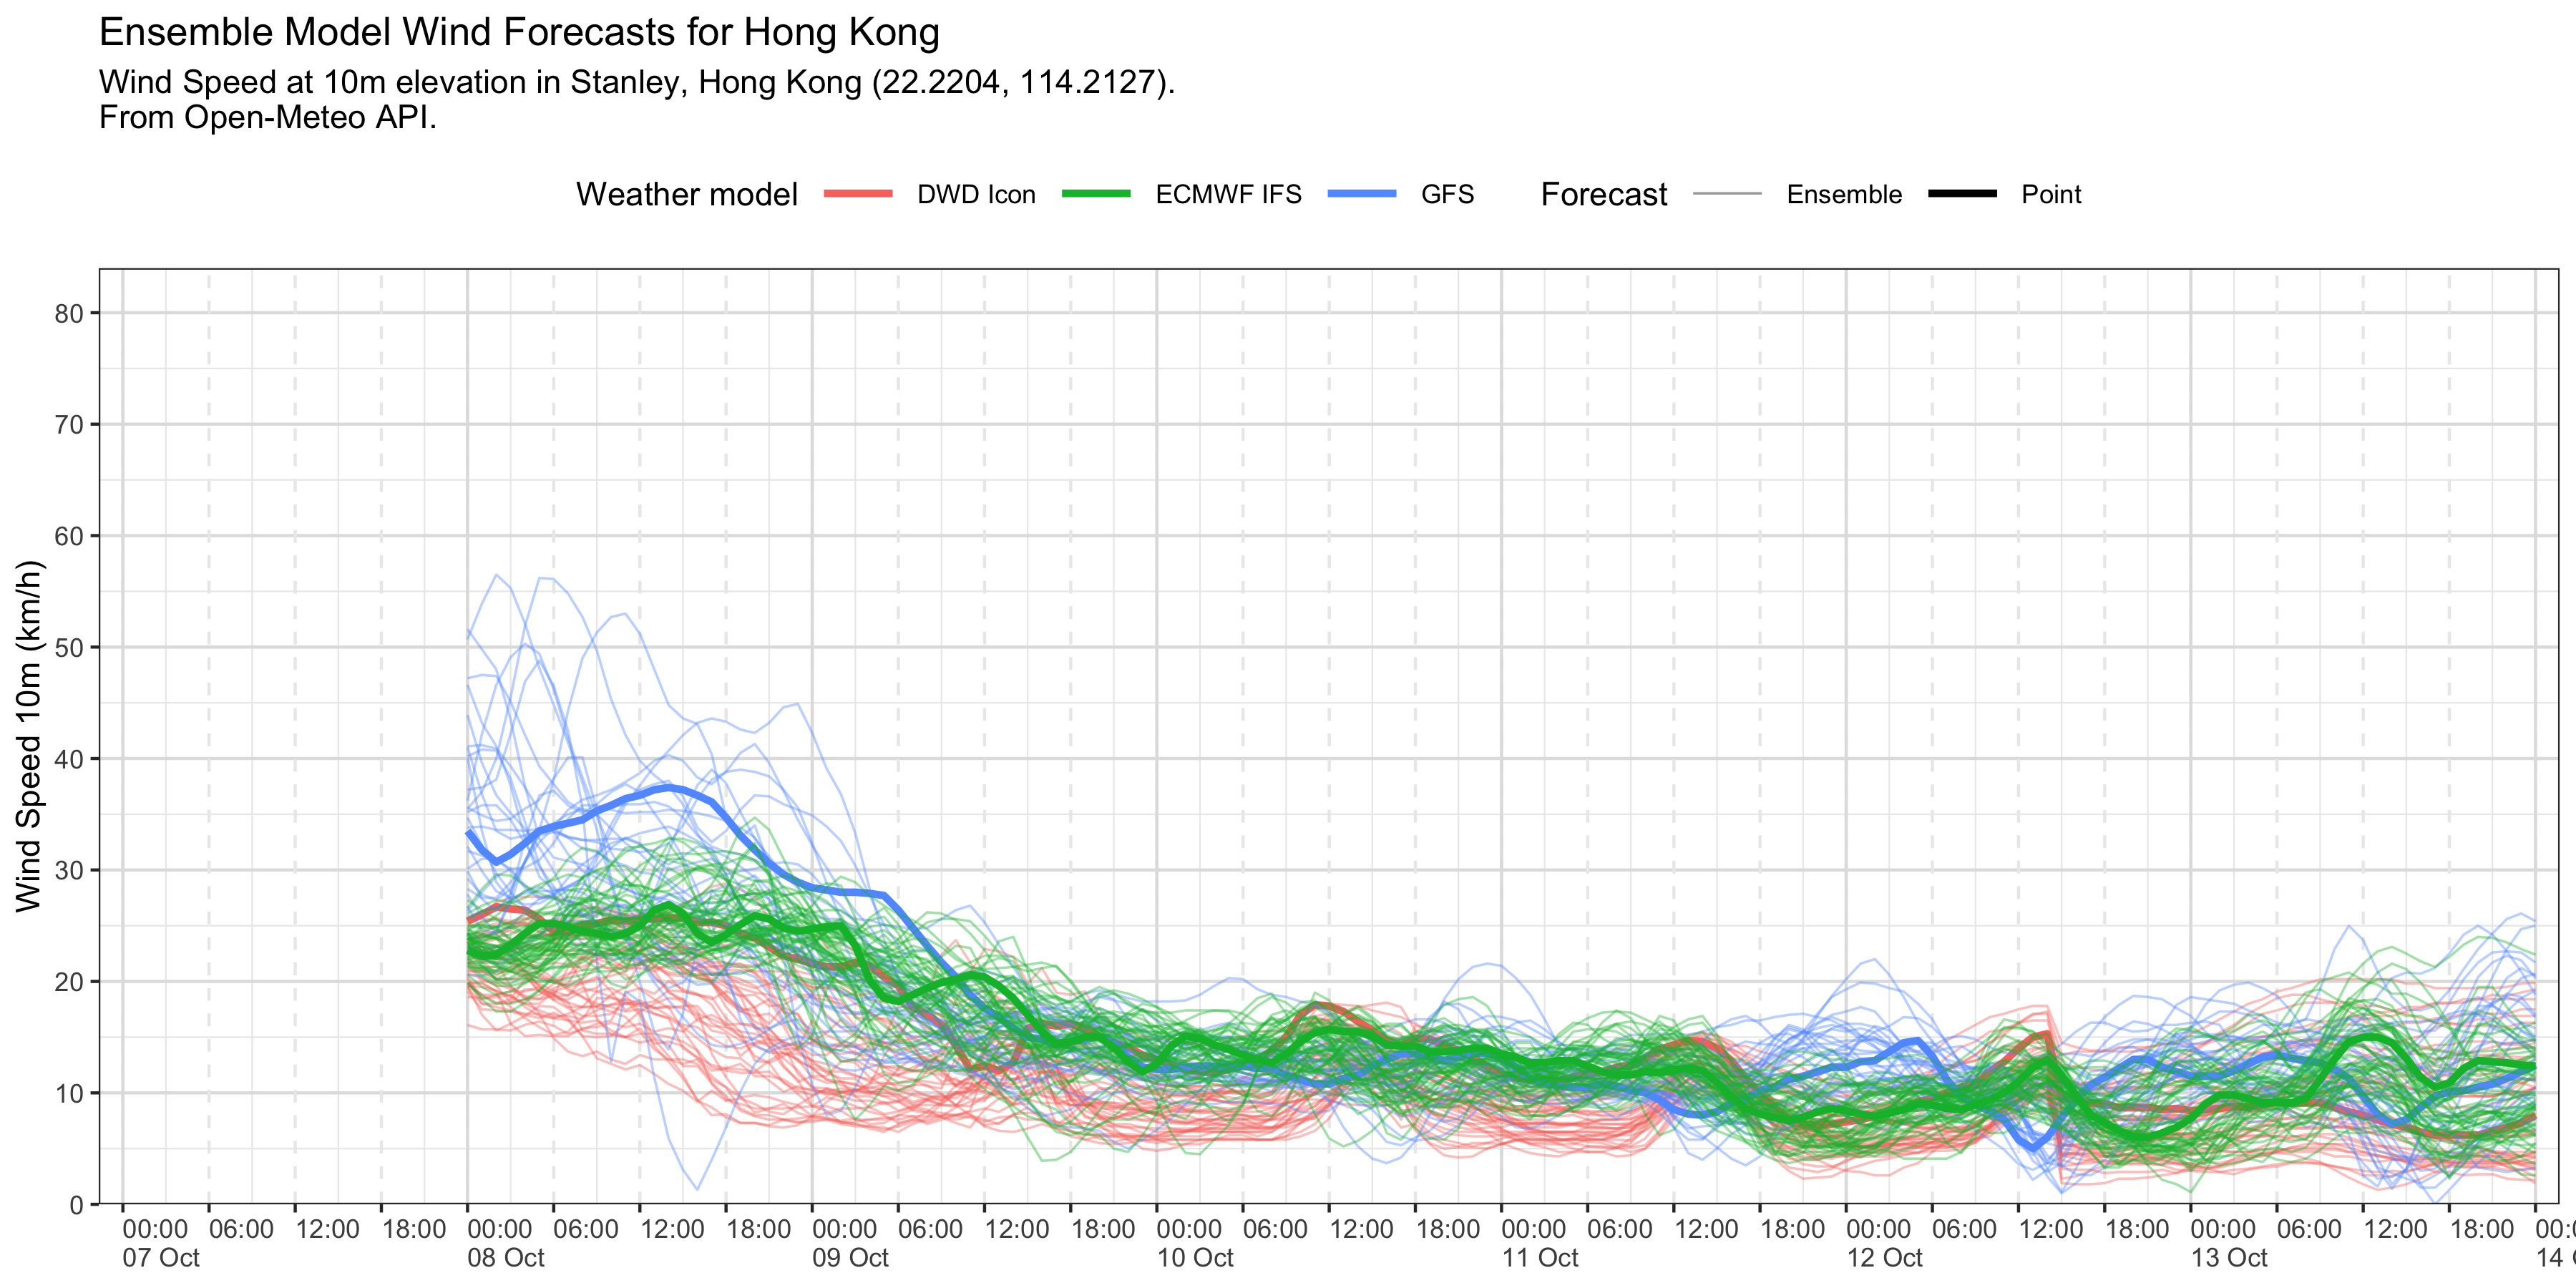 Ensemble Model Wind Forecasts for Hong Kong
Wind Speed at 10m elevation in Stanley, Hong Kong (22.2204, 114.2127).
From Open-Meteo API.
Weather model DWD Icon ECMWF IFS GFS Forecast Ensemble Point
Wind Speed 10m (km/h)
80
70
60
50
40
30
20
10
0
00:00 06:00 12:00 18:00 00:00 06:00 12:00 18:00 00:00 06:00 12:00 18:00 00:00 06:00 12:00 18:00 00:00 06:00 12:00 18:00 00:00 06:00 12:00 18:00 00:00 06:00 12:00 18:00
07 Oct 08 Oct 09 Oct 10 Oct 11 Oct 12 Oct 13 Oct 14